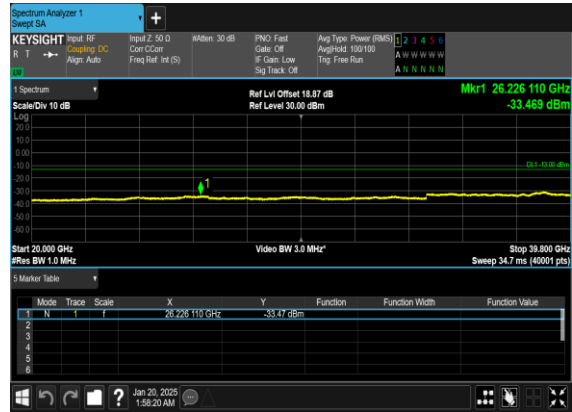 Spectrum Analyzer 1
Swept SA
+
KEYSIGHT Input: RF Input Z: 50 Ω #Atten: 30 dB PNO: Fast Avg Type: Power (RMS) 1 2 3 4 5 6
R T Coupling: DC Corr CCorr Gate: Off Avg|Hold: 100/100 A W W W W W
Align: Auto Freq Ref: Int (S) IF Gain: Low Trig: Free Run
Sig Track: Off A N N N N N
1 Spectrum Ref Lvl Offset 18.87 dB Mkr1 26.226 110 GHz
Scale/Div 10 dB Ref Level 30.00 dBm -33.469 dBm
Log
20.0
10.0
0.00
-10.0
DL1 -13.00 dBm
-20.0
1
-30.0
-40.0
-50.0
-60.0
Start 20.000 GHz Video BW 3.0 MHz* Stop 39.800 GHz
#Res BW 1.0 MHz Sweep 34.7 ms (40001 pts)
5 Marker Table
Mode Trace Scale X Y Function Function Width Function Value
1 N 1 f 26.226 110 GHz -33.47 dBm
2
3
4
5
6
? Jan 20, 2025
1:58:20 AM